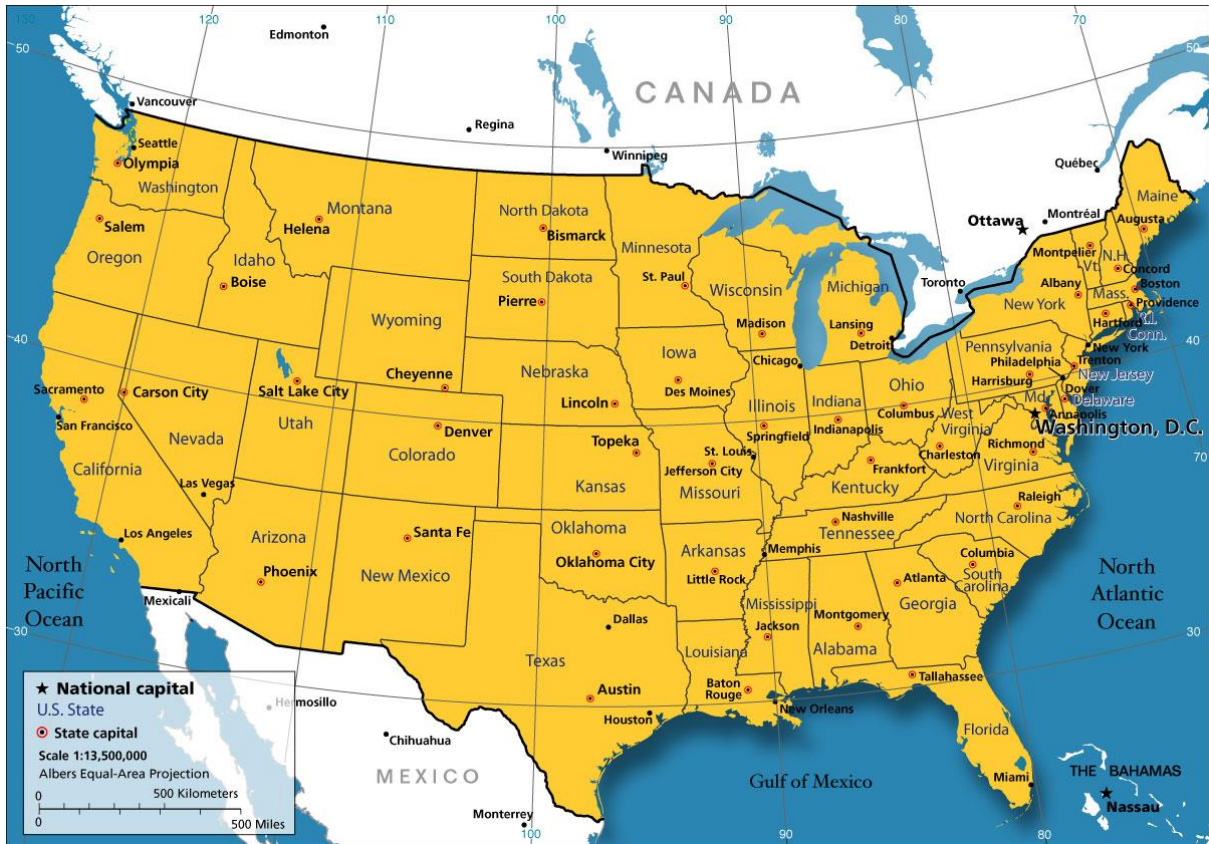 130
120
110
100
90
80
70
50
50
Edmonton
CANADA
Vancouver
Regina
Winnipeg
Québec
Seattle
Olympia
Washington
Montana
Helena
North Dakota
Bismarck
Minnesota
Ottawa
Montréal
Maine
Augusta
Salem
Oregon
Idaho
Boise
South Dakota
Pierre
St. Paul
Wisconsin
Michigan
Toronto
Montpelier
Vt.
N.H.
Concord
Albany
New York
Mass.
Boston
Providence
Hartford
R.I.
Conn.
Wyoming
Madison
Lansing
Detroit
40
40
Iowa
Chicago
Pennsylvania
New York
Philadelphia
Trenton
Harrisburg
New Jersey
Cheyenne
Nebraska
Des Moines
Sacramento
Carson City
Salt Lake City
Lincoln
Illinois
Indiana
Ohio
Columbus
Md.
Dover
Delaware
Annapolis
San Francisco
Nevada
Utah
Denver
Topeka
Springfield
Indianapolis
West
Virginia
Washington, D.C.
Richmond
California
Colorado
St. Louis
Jefferson City
Frankfort
Charleston
Virginia
70
Las Vegas
Kansas
Missouri
Kentucky
Raleigh
Los Angeles
Arizona
Santa Fe
Oklahoma
Nashville
Tennessee
North Carolina
North
Pacific
Ocean
Phoenix
New Mexico
Oklahoma City
Arkansas
Little Rock
Memphis
Columbia
South
Carolina
North
Atlantic
Ocean
Mexicali
Mississippi
Atlanta
Georgia
30
30
Dallas
Jackson
Montgomery
Alabama
Texas
Louisiana
Austin
Baton
Rouge
Tallahassee
Houston
New Orleans
Hermosillo
Chihuahua
Florida
MEXICO
Gulf of Mexico
Miami
THE BAHAMAS
Nassau
Monterrey
100
90
80
National capital
U.S. State
State capital
Scale 1:13,500,000
Albers Equal-Area Projection
0 500 Kilometers
0 500 Miles